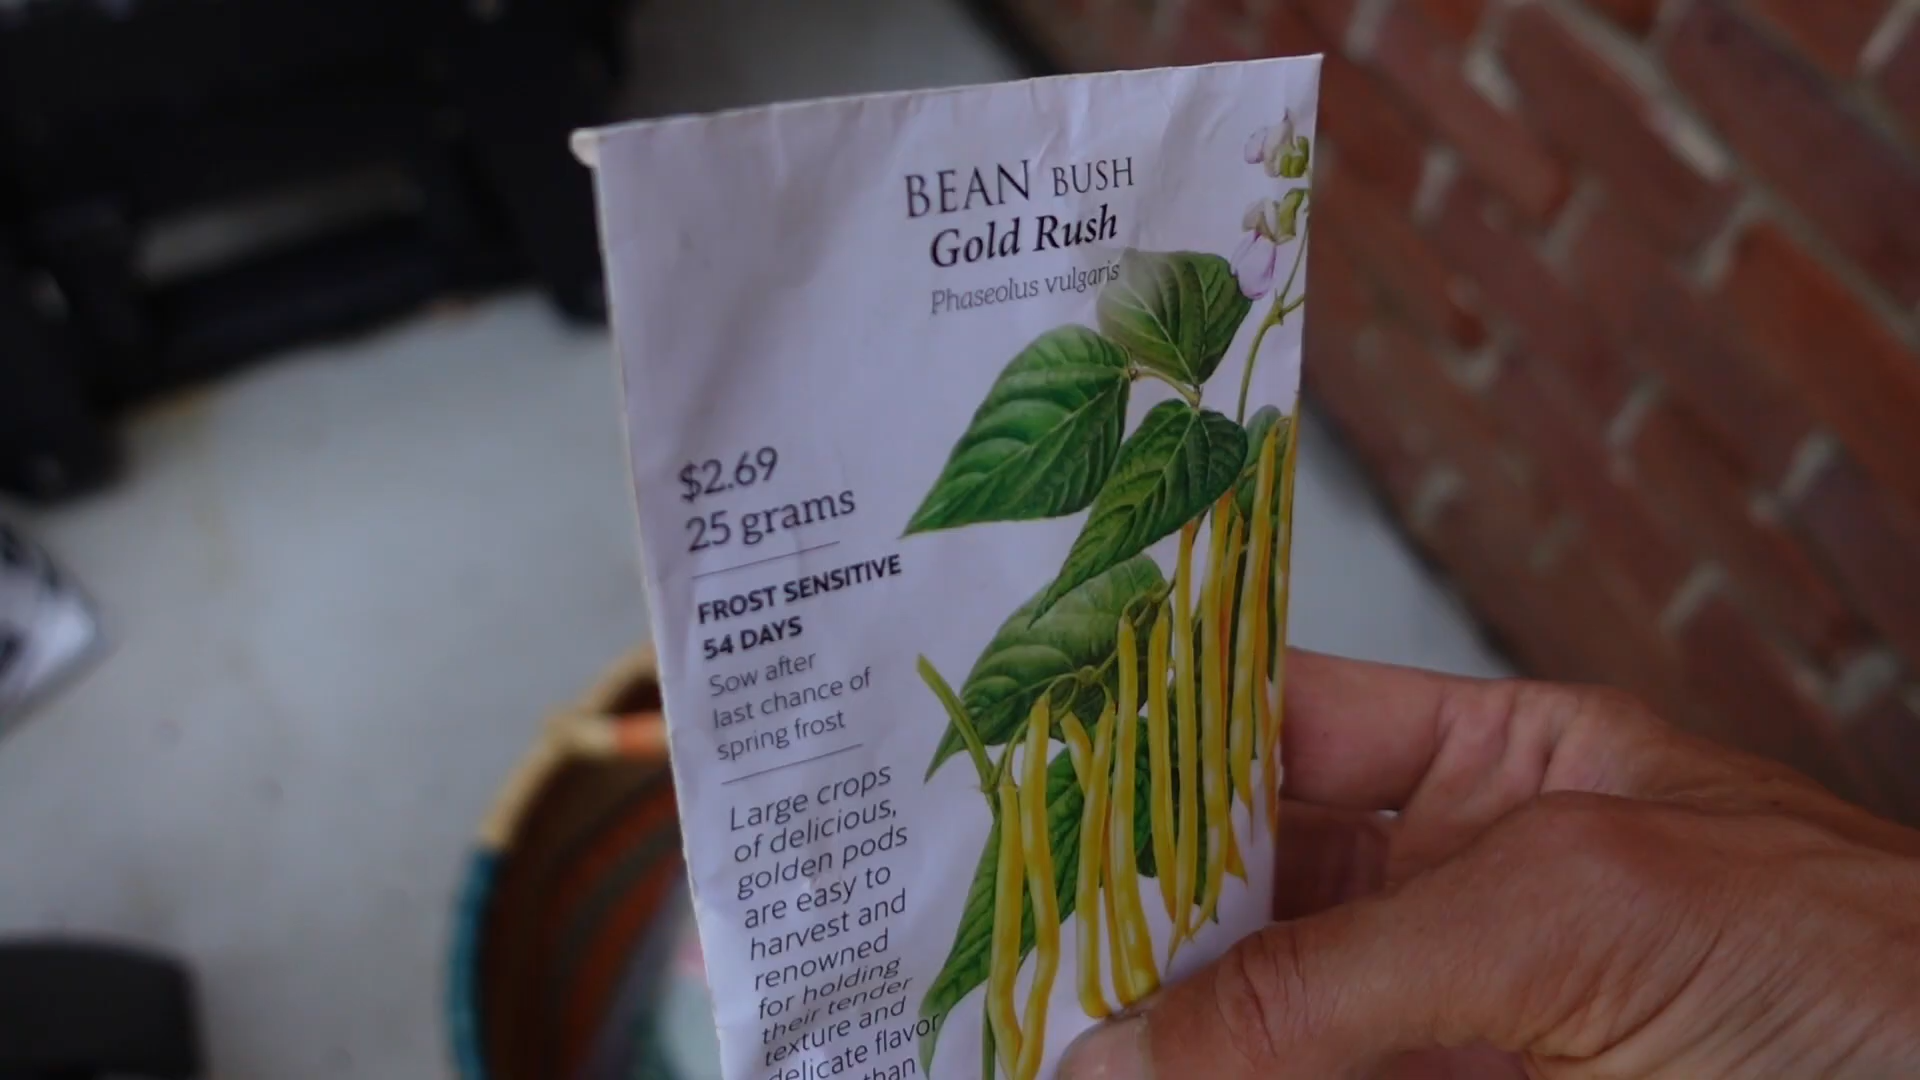 BEAN BUSH
Gold Rush
Phaseolus vulgaris
$2.69
25 grams
FROST SENSITIVE
54 DAYS
Sow after
last chance of
spring frost
Large crops
of delicious,
golden pods
are easy to
harvest and
renowned
for holding
their tender
texture and
delicate flavor
than